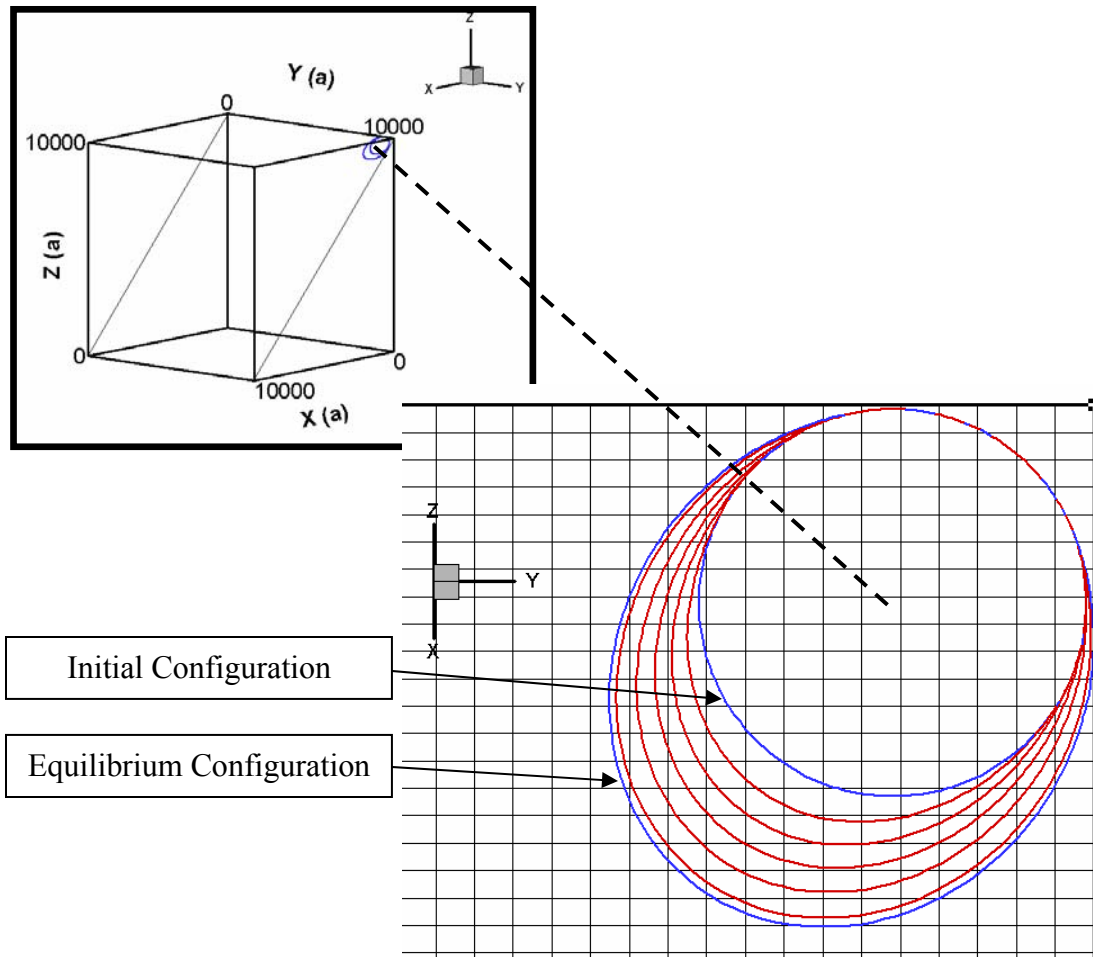 Z
X
Y
Y (a)
0
10000
10000
Z (a)
0
0
10000
X (a)
Z
Y
X
Initial Configuration
Equilibrium Configuration